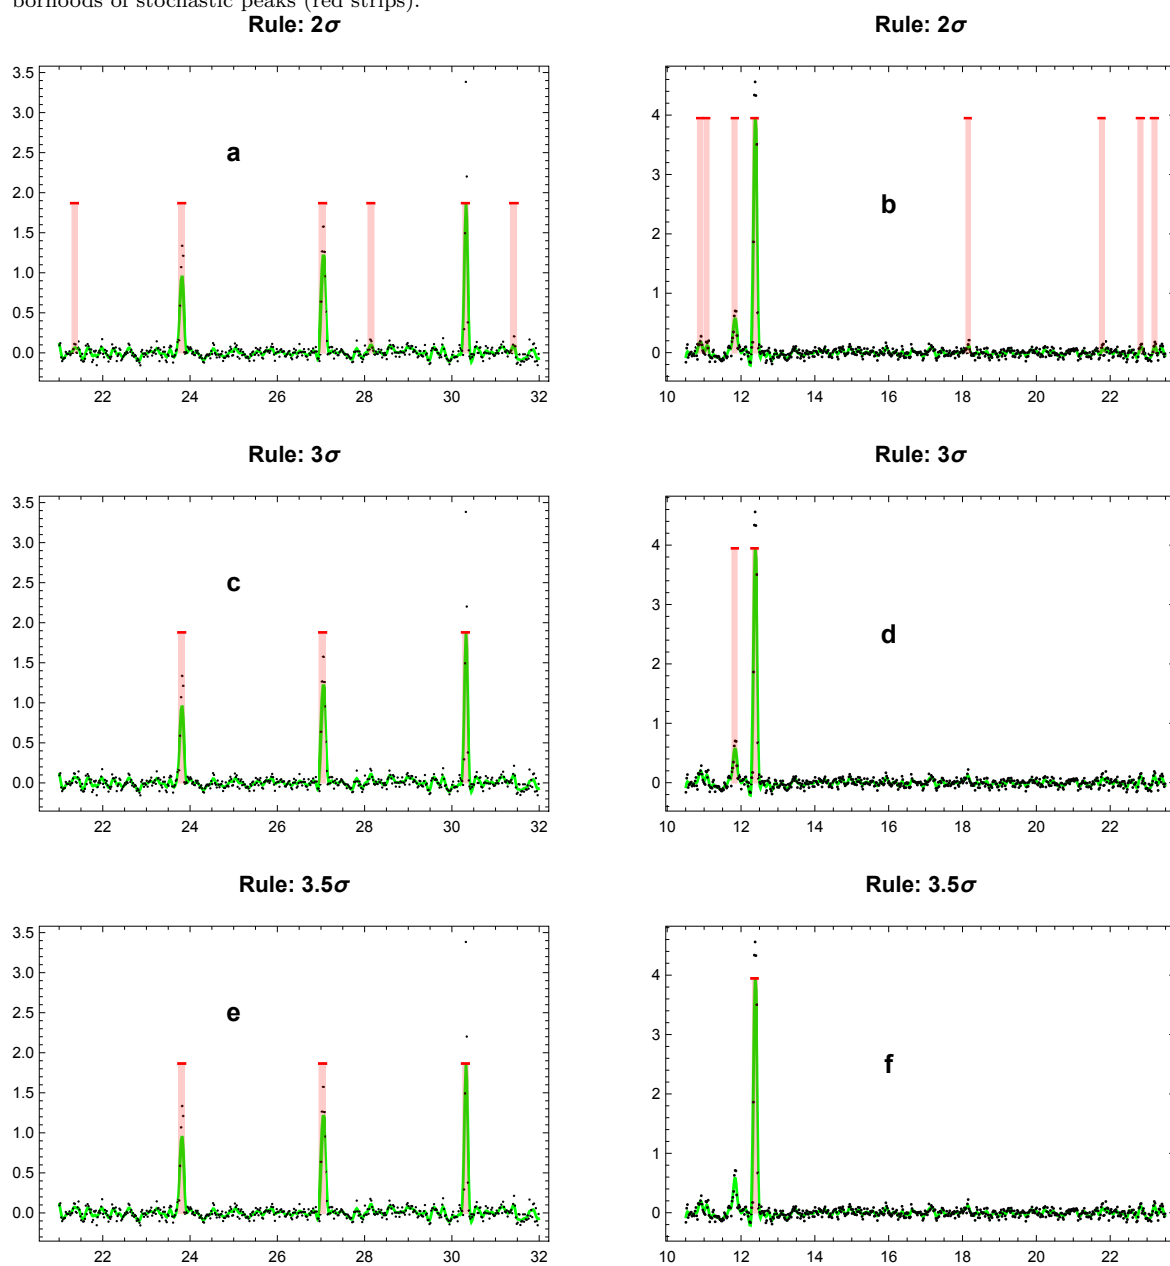 borhoods of stochastic peaks (red strips).
Rule: 2σ
3.5
3.0
2.5
2.0
1.5
1.0
0.5
0.0
a
22 24 26 28 30 32
Rule: 2σ
4
3
2
1
0
b
10 12 14 16 18 20 22
Rule: 3σ
3.5
3.0
2.5
2.0
1.5
1.0
0.5
0.0
c
22 24 26 28 30 32
Rule: 3σ
4
3
2
1
0
d
10 12 14 16 18 20 22
Rule: 3.5σ
3.5
3.0
2.5
2.0
1.5
1.0
0.5
0.0
e
22 24 26 28 30 32
Rule: 3.5σ
4
3
2
1
0
f
10 12 14 16 18 20 22